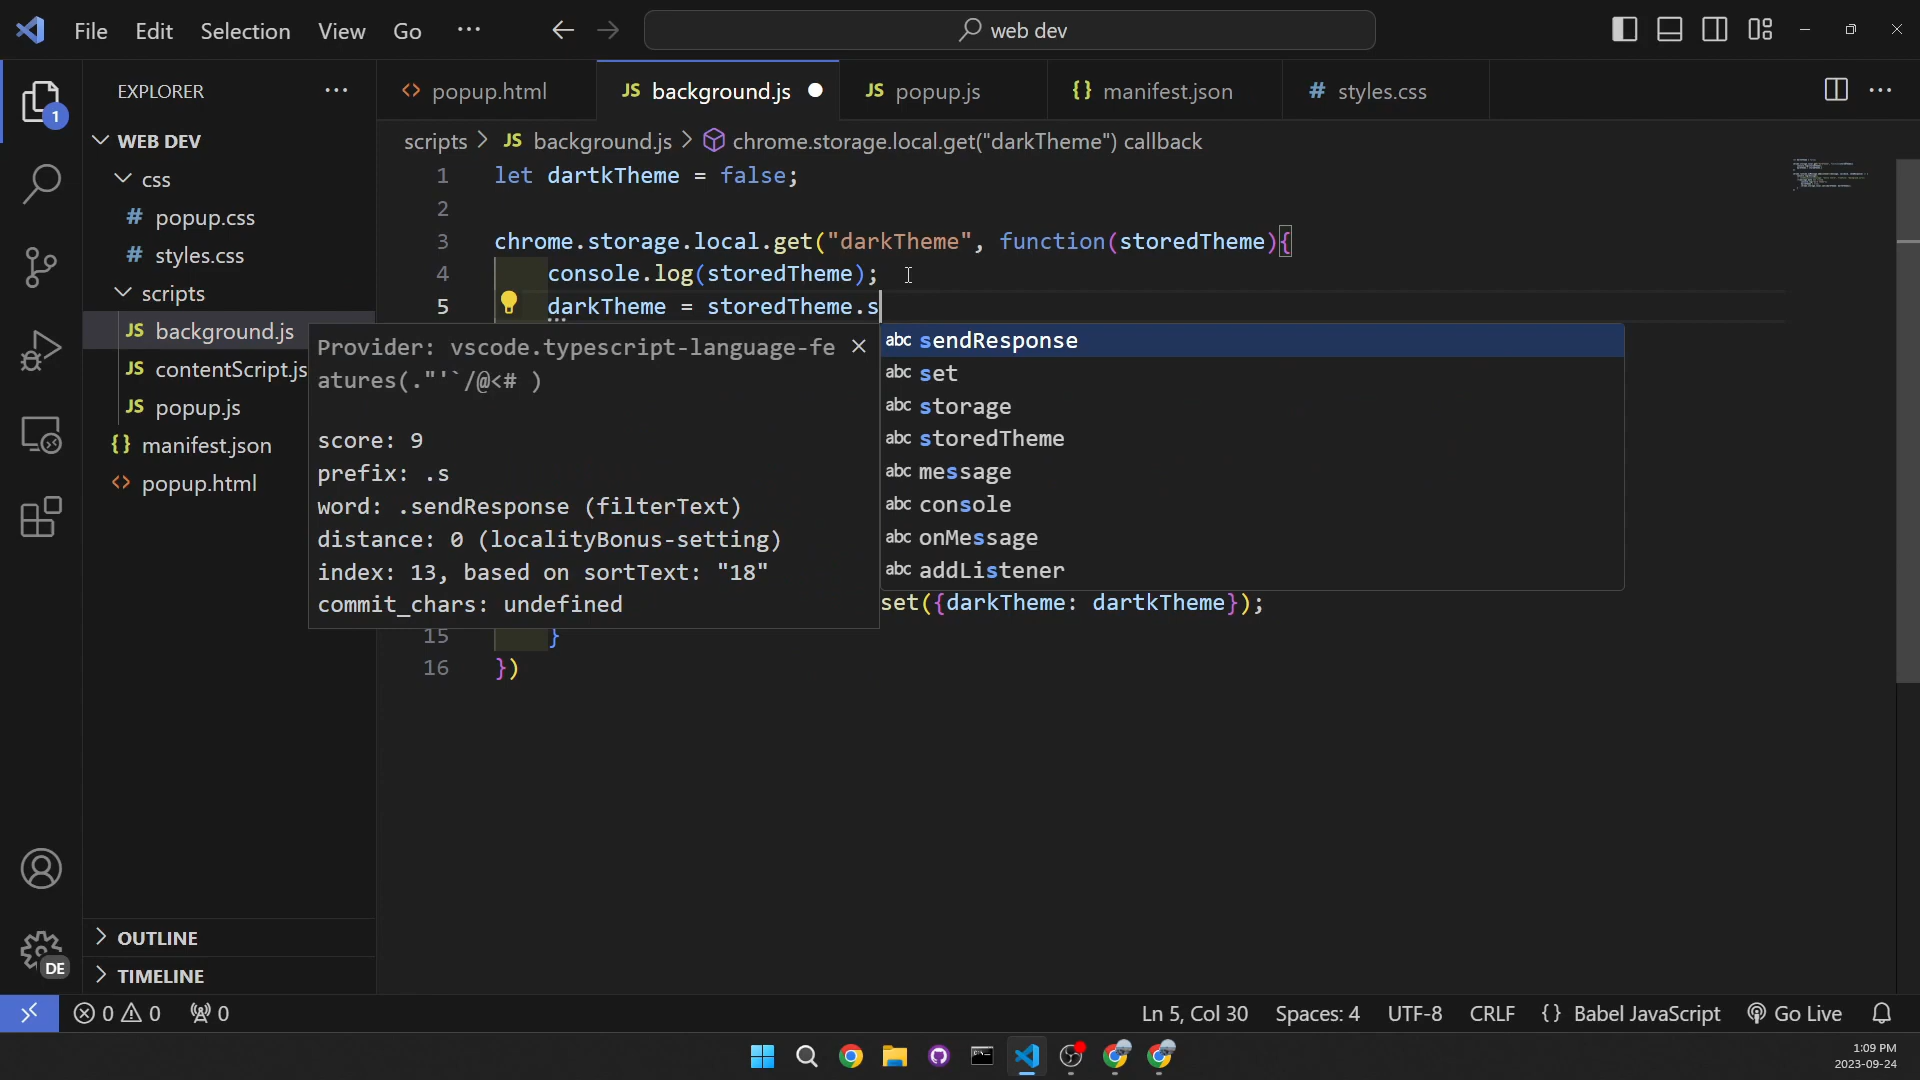 File Edit Selection View Go ···
web dev
EXPLORER ···
1
WEB DEV
css
# popup.css
# styles.css
scripts
JS background.js
JS contentScript.js
JS popup.js
{} manifest.json
<> popup.html
OUTLINE
TIMELINE
DE
<> popup.html
JS background.js
JS popup.js
{} manifest.json
# styles.css
scripts > JS background.js > chrome.storage.local.get("darkTheme") callback
1 let dartkTheme = false;
2
3 chrome.storage.local.get("darkTheme", function(storedTheme){
4 console.log(storedTheme);
5 darkTheme = storedTheme.s
Provider: vscode.typescript-language-fe
atures(."'`/@<# )
score: 9
prefix: .s
word: .sendResponse (filterText)
distance: 0 (localityBonus-setting)
index: 13, based on sortText: "18"
commit_chars: undefined
abc sendResponse
abc set
abc storage
abc storedTheme
abc message
abc console
abc onMessage
abc addListener
set({darkTheme: dartkTheme});
15 }
16 })
0 0 0
Ln 5, Col 30 Spaces: 4 UTF-8 CRLF {} Babel JavaScript Go Live
1:09 PM
2023-09-24